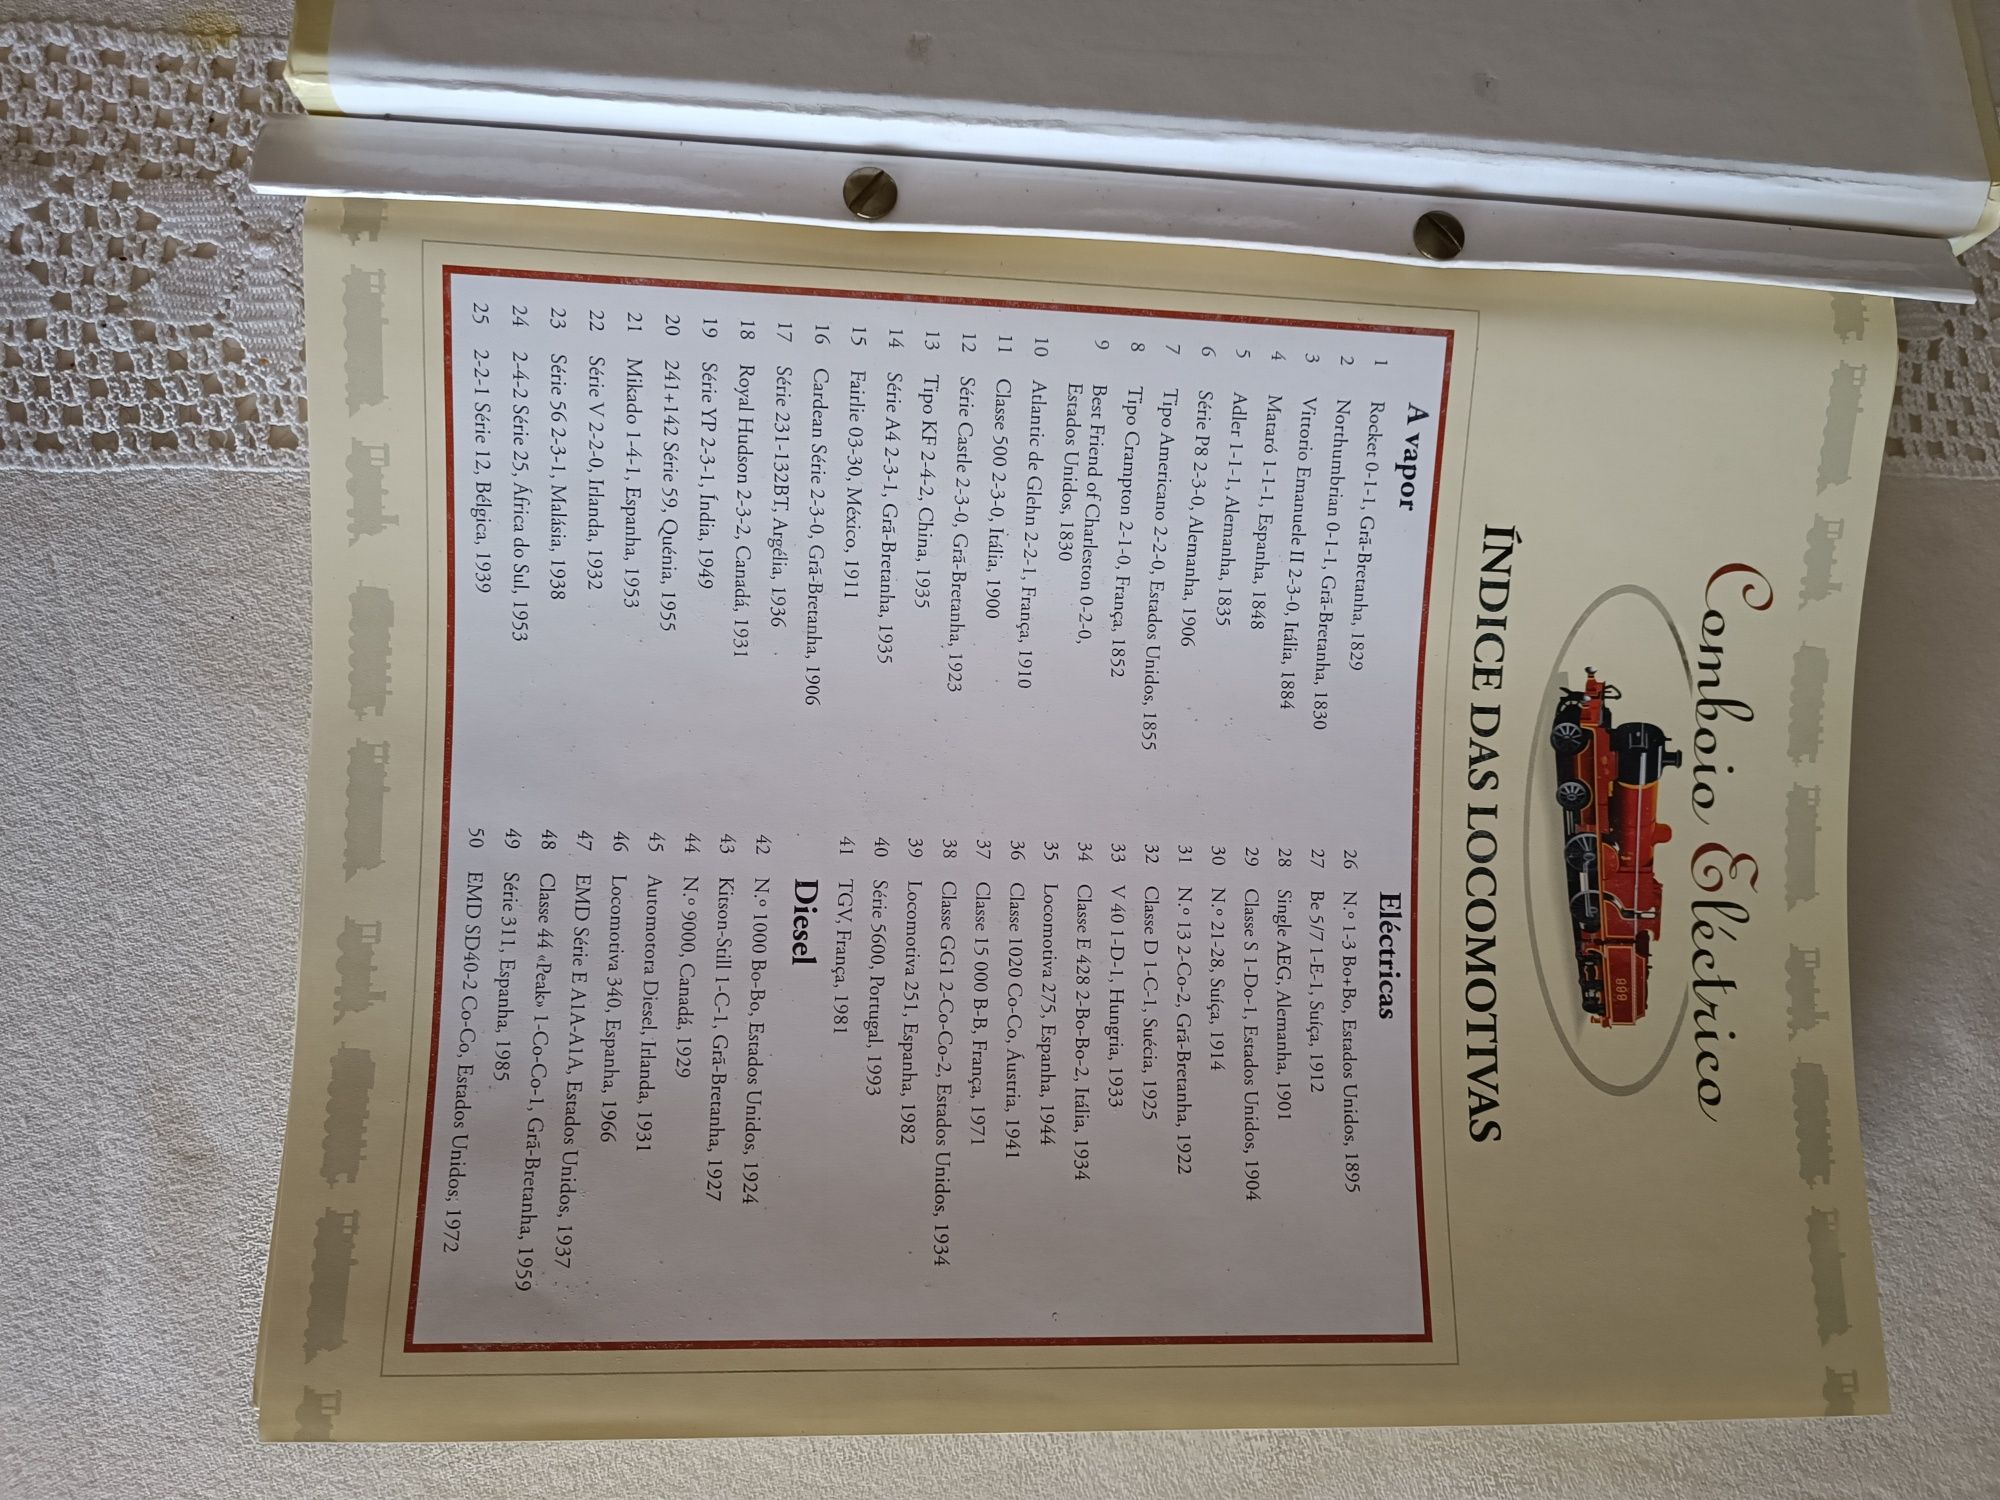 Comboio Eléctrico
999
ÍNDICE DAS LOCOMOTIVAS
A vapor
1 Rocket 0-1-1, Grã-Bretanha, 1829
2 Northumbrian 0-1-1, Grã-Bretanha, 1830
3 Vittorio Emanuele II 2-3-0, Itália, 1884
4 Mataró 1-1-1, Espanha, 1848
5 Adler 1-1-1, Alemanha, 1835
6 Série P8 2-3-0, Alemanha, 1906
7 Tipo Americano 2-2-0, Estados Unidos, 1855
8 Tipo Crampton 2-1-0, França, 1852
9 Best Friend of Charleston 0-2-0,
Estados Unidos, 1830
10 Atlantic de Glehn 2-2-1, França, 1910
11 Classe 500 2-3-0, Itália, 1900
12 Série Castle 2-3-0, Grã-Bretanha, 1923
13 Tipo KF 2-4-2, China, 1935
14 Série A4 2-3-1, Grã-Bretanha, 1935
15 Fairlie 03-30, México, 1911
16 Cardean Série 2-3-0, Grã-Bretanha, 1906
17 Série 231-132BT, Argélia, 1936
18 Royal Hudson 2-3-2, Canadá, 1931
19 Série YP 2-3-1, Índia, 1949
20 241+142 Série 59, Quénia, 1955
21 Mikado 1-4-1, Espanha, 1953
22 Série V 2-2-0, Irlanda, 1932
23 Série 56 2-3-1, Malásia, 1938
24 2-4-2 Série 25, África do Sul, 1953
25 2-2-1 Série 12, Bélgica, 1939
Eléctricas
26 N.º 1-3 Bo+Bo, Estados Unidos, 1895
27 Be 5/7 1-E-1, Suíça, 1912
28 Single AEG, Alemanha, 1901
29 Classe S 1-Do-1, Estados Unidos, 1904
30 N.º 21-28, Suíça, 1914
31 N.º 13 2-Co-2, Grã-Bretanha, 1922
32 Classe D 1-C-1, Suécia, 1925
33 V 40 1-D-1, Hungria, 1933
34 Classe E 428 2-Bo-Bo-2, Itália, 1934
35 Locomotiva 275, Espanha, 1944
36 Classe 1020 Co-Co, Áustria, 1941
37 Classe 15 000 B-B, França, 1971
38 Classe GG1 2-Co-Co-2, Estados Unidos, 1934
39 Locomotiva 251, Espanha, 1982
40 Série 5600, Portugal, 1993
41 TGV, França, 1981
Diesel
42 N.º 1000 Bo-Bo, Estados Unidos, 1924
43 Kitson-Still 1-C-1, Grã-Bretanha, 1927
44 N.º 9000, Canadá, 1929
45 Automotora Diesel, Irlanda, 1931
46 Locomotiva 340, Espanha, 1966
47 EMD Série E A1A-A1A, Estados Unidos, 1937
48 Classe 44 «Peak» 1-Co-Co-1, Grã-Bretanha, 1959
49 Série 311, Espanha, 1985
50 EMD SD40-2 Co-Co, Estados Unidos, 1972